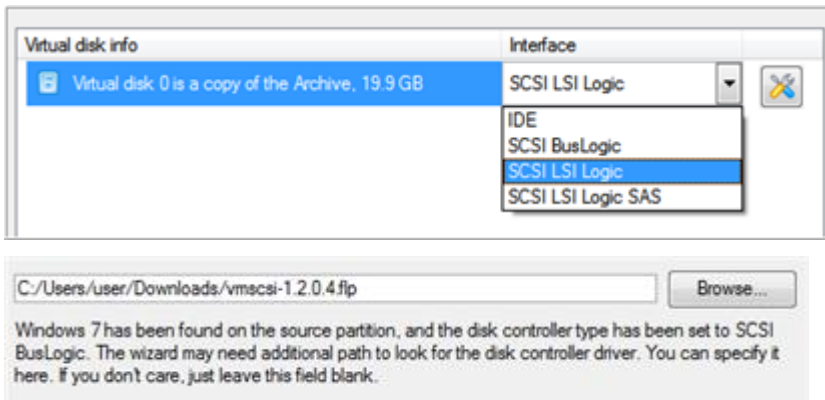 Virtual disk info Interface
Virtual disk 0 is a copy of the Archive, 19.9 GB SCSI LSI Logic
IDE
SCSI BusLogic
SCSI LSI Logic
SCSI LSI Logic SAS
C:/Users/user/Downloads/vmscsi-1.2.0.4.flp Browse...
Windows 7 has been found on the source partition, and the disk controller type has been set to SCSI
BusLogic. The wizard may need additional path to look for the disk controller driver. You can specify it
here. If you don't care, just leave this field blank.